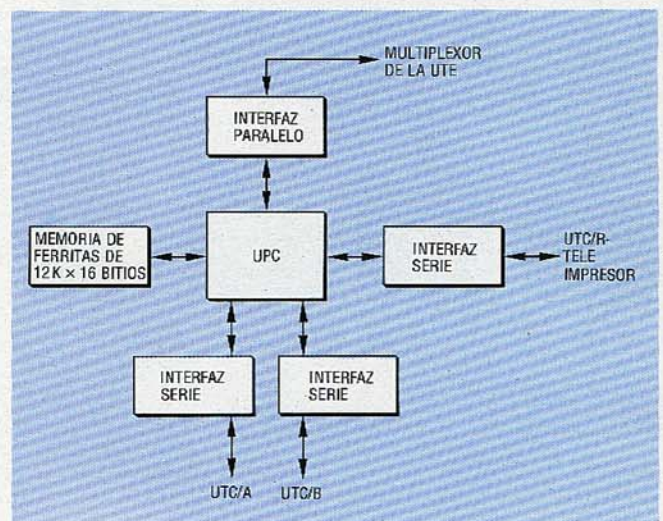 MULTIPLEXOR
DE LA UTE
INTERFAZ
PARALELO
MEMORIA DE
FERRITAS DE
12K × 16 BITIOS
UPC
INTERFAZ
SERIE
UTC/R-
TELE
IMPRESOR
INTERFAZ
SERIE
INTERFAZ
SERIE
UTC/A
UTC/B